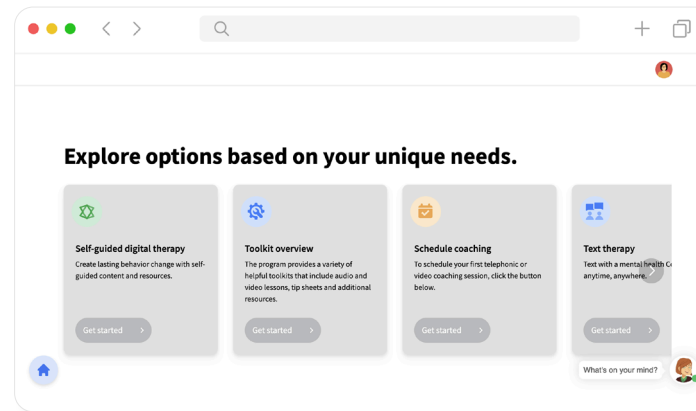 Explore options based on your unique needs.
Self-guided digital therapy
Create lasting behavior change with self-
guided content and resources.
Get started
Toolkit overview
The program provides a variety of
helpful toolkits that include audio and
video lessons, tip sheets and additional
resources.
Get started
Schedule coaching
To schedule your first telephonic or
video coaching session, click the button
below.
Get started
Text therapy
Text with a mental health
anytime, anywhere.
Get started
What's on your mind?